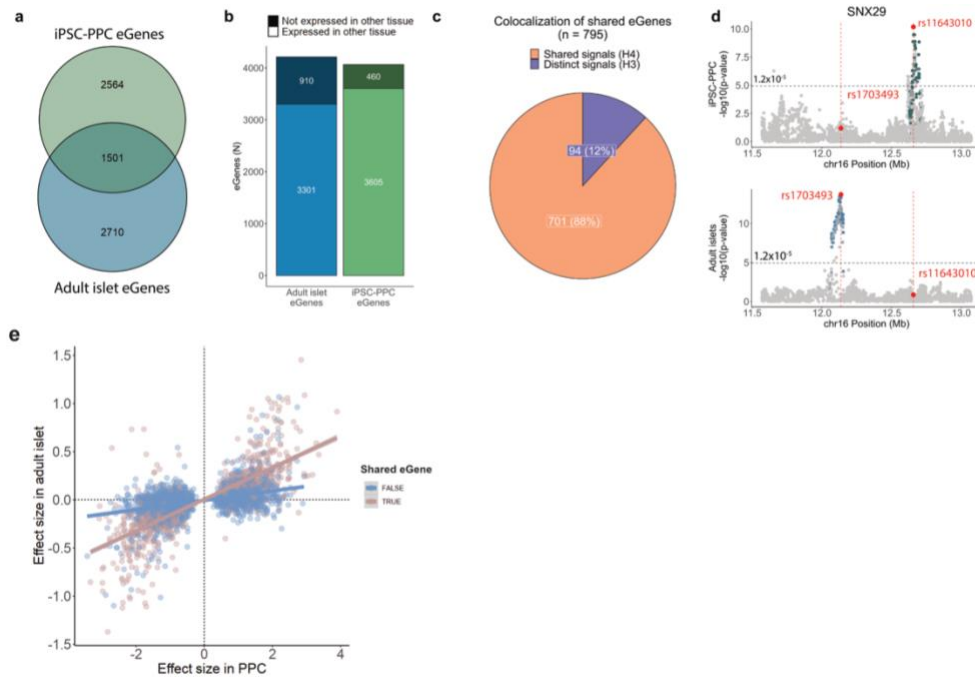 a
iPSC-PPC eGenes
2564
1501
2710
Adult islet eGenes
b
Not expressed in other tissue
Expressed in other tissue
eGenes (N)
4000
3000
2000
1000
0
910
460
3301
3605
Adult islet
eGenes
iPSC-PPC
eGenes
c
Colocalization of shared eGenes
(n = 795)
Shared signals (H4)
Distinct signals (H3)
94 (12%)
701 (88%)
d
SNX29
iPSC-PPC
-log10(p-value)
10.0
7.5
5.0
2.5
0.0
1.2x10⁻⁵
rs11643010
rs1703493
11.5
12.0
12.5
13.0
chr16 Position (Mb)
Adult islets
-log10(p-value)
10
5
0
rs1703493
1.2x10⁻⁵
rs11643010
11.5
12.0
12.5
13.0
chr16 Position (Mb)
e
Effect size in adult islet
1.5
1.0
0.5
0.0
-0.5
-1.0
-1.5
-2
0
2
4
Effect size in PPC
Shared eGene
FALSE
TRUE